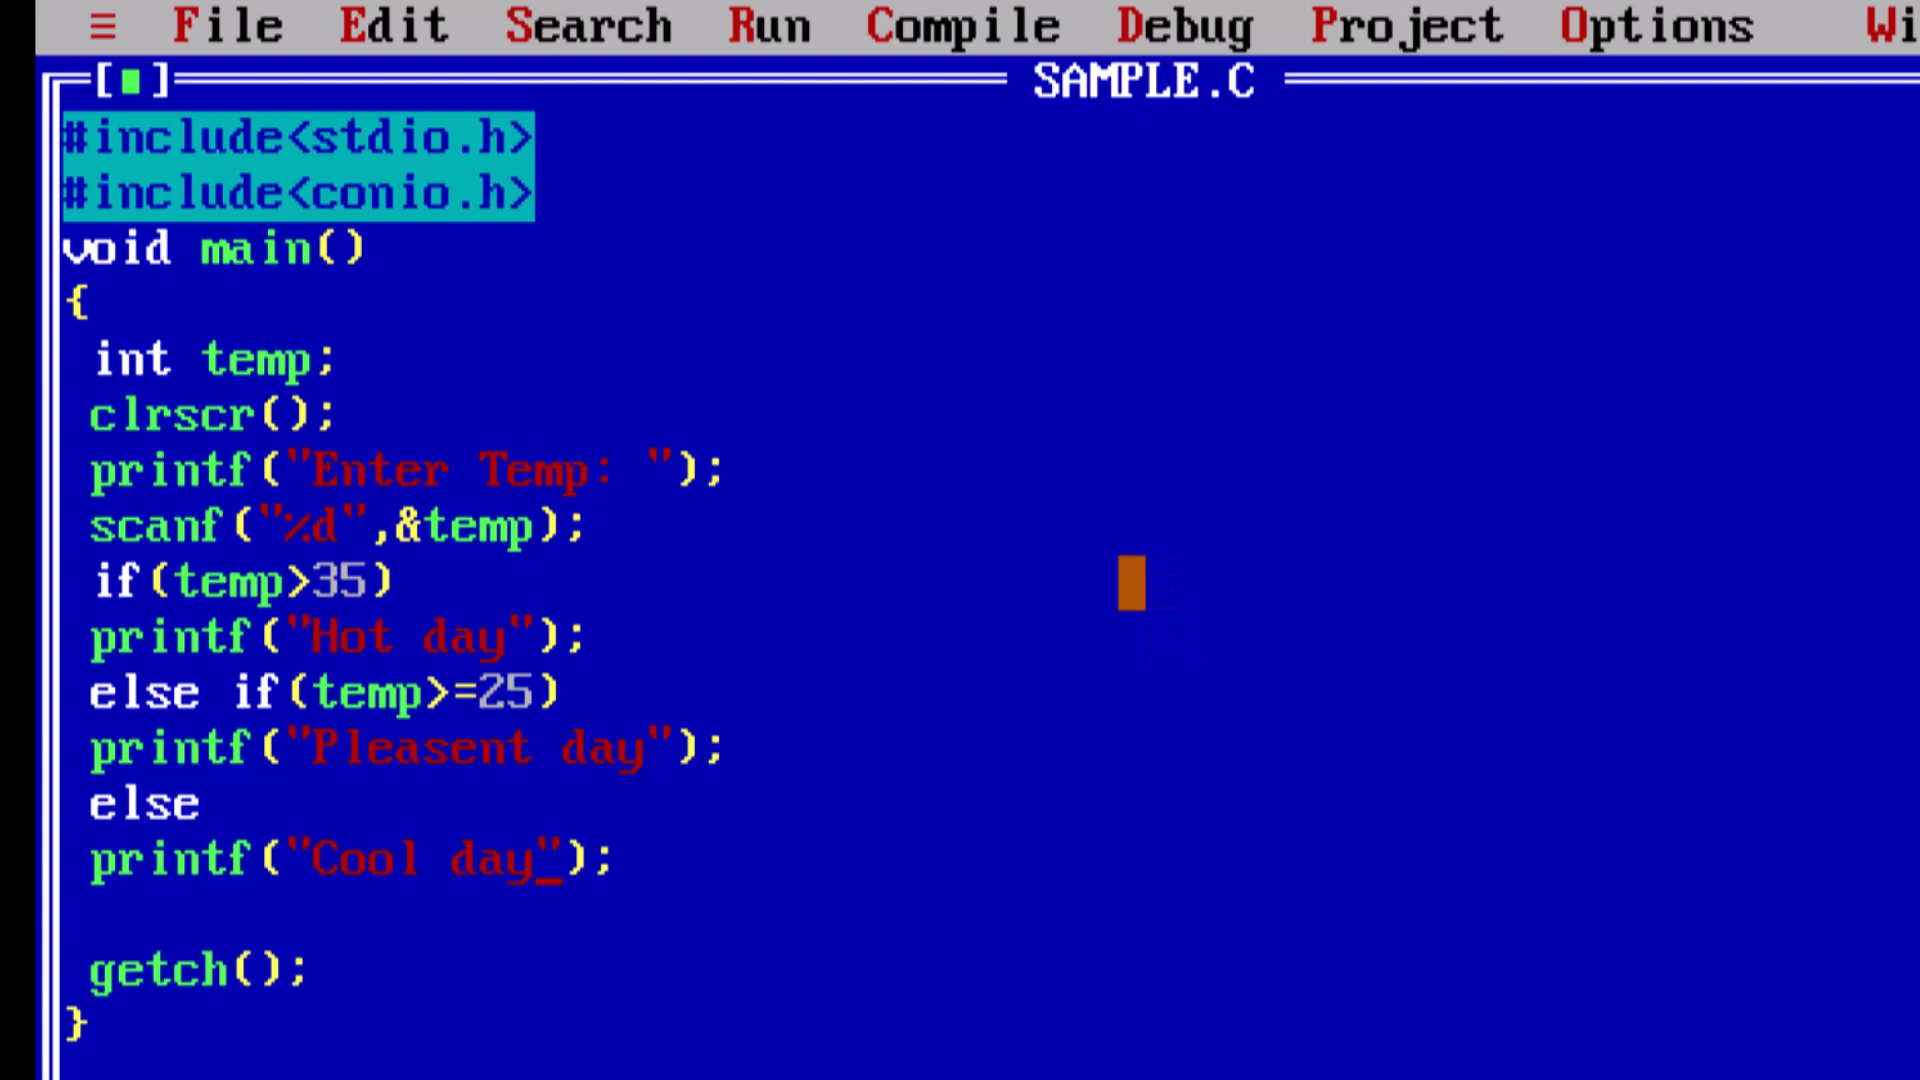 ≡ File Edit Search Run Compile Debug Project Options Wi
[■] SAMPLE.C
#include<stdio.h>
#include<conio.h>
void main()
{
int temp;
clrscr();
printf("Enter Temp: ");
scanf("%d",&temp);
if(temp>35)
printf("Hot day");
else if(temp>=25)
printf("Pleasent day");
else
printf("Cool day");
getch();
}